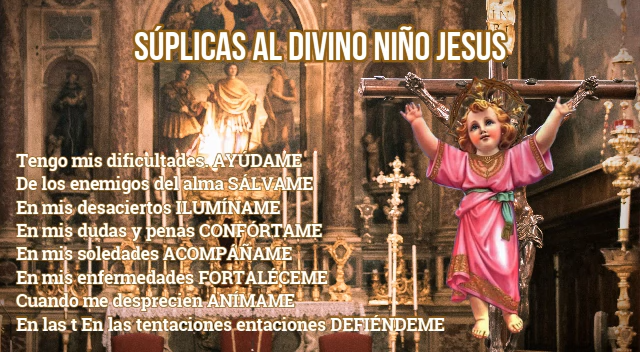 SÚPLICAS AL DIVINO NIÑO JESUS
Tengo mis dificultades. AYÚDAME
De los enemigos del alma SÁLVAME
En mis desaciertos ILUMÍNAME
En mis dudas y penas CONFÓRTAME
En mis soledades ACOMPÁÑAME
En mis enfermedades FORTALÉCEME
Cuando me desprecien ANÍMAME
En las t En las tentaciones entaciones DEFIÉNDEME